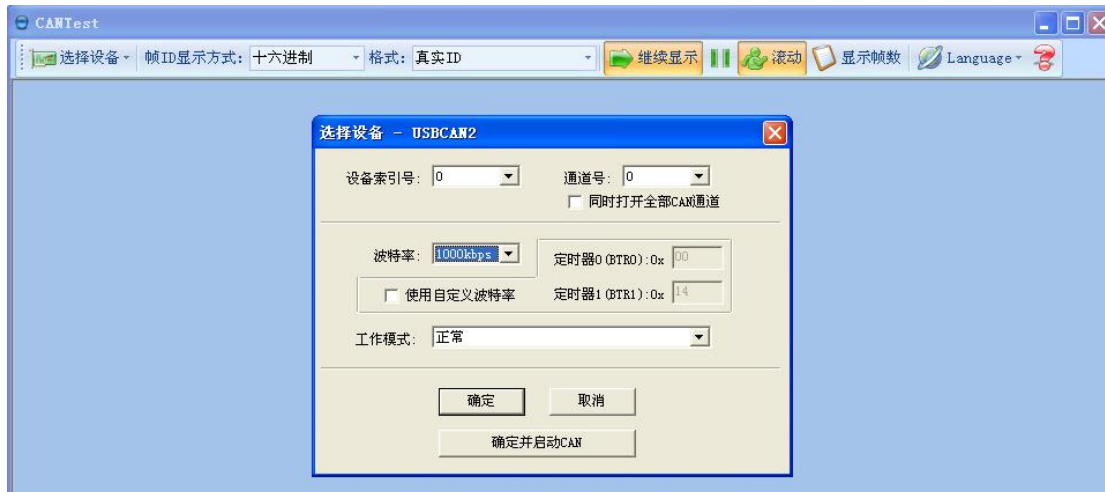 CANTest
选择设备 帧ID显示方式: 十六进制 格式: 真实ID 继续显示 滚动 显示帧数 Language
选择设备 - USBCAN2
设备索引号: 0 通道号: 0
同时打开全部CAN通道
波特率: 1000kbps 定时器0(BTR0):0x 00
使用自定义波特率 定时器1(BTR1):0x 14
工作模式: 正常
确定 取消
确定并启动CAN